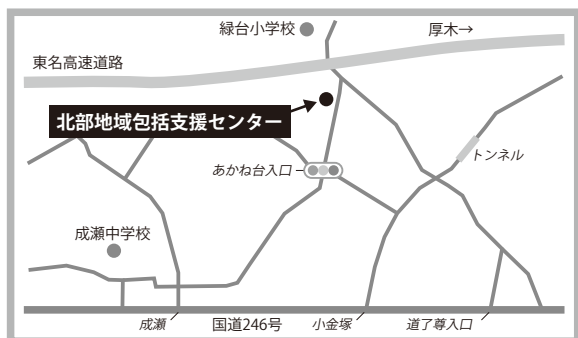 緑台小学校
厚木→
東名高速道路
北部地域包括支援センター
トンネル
あかね台入口
成瀬中学校
成瀬
国道246号
小金塚
道了尊入口